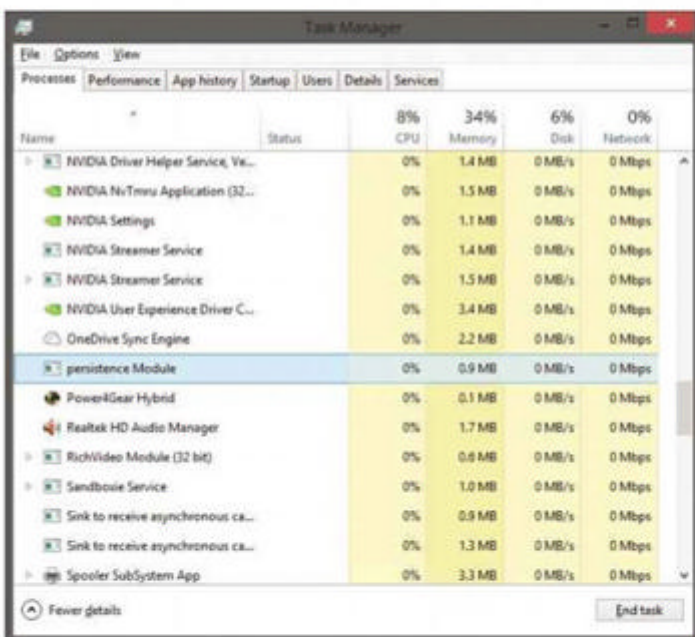 Task Manager
File Options View
Processes Performance App history Startup Users Details Services
8% 34% 6% 0%
Name Status CPU Memory Disk Network
NVIDIA Driver Helper Service, Ve... 0% 1.4 MB 0 MB/s 0 Mbps
NVIDIA NvTmru Application (32... 0% 1.5 MB 0 MB/s 0 Mbps
NVIDIA Settings 0% 1.1 MB 0 MB/s 0 Mbps
NVIDIA Streamer Service 0% 1.4 MB 0 MB/s 0 Mbps
NVIDIA Streamer Service 0% 1.5 MB 0 MB/s 0 Mbps
NVIDIA User Experience Driver C... 0% 3.4 MB 0 MB/s 0 Mbps
OneDrive Sync Engine 0% 2.2 MB 0 MB/s 0 Mbps
persistence Module 0% 0.9 MB 0 MB/s 0 Mbps
Power4Gear Hybrid 0% 0.1 MB 0 MB/s 0 Mbps
Realtek HD Audio Manager 0% 1.7 MB 0 MB/s 0 Mbps
RichVideo Module (32 bit) 0% 0.6 MB 0 MB/s 0 Mbps
Sandboxie Service 0% 1.0 MB 0 MB/s 0 Mbps
Sink to receive asynchronous ca... 0% 0.9 MB 0 MB/s 0 Mbps
Sink to receive asynchronous ca... 0% 1.3 MB 0 MB/s 0 Mbps
Spooler SubSystem App 0% 3.3 MB 0 MB/s 0 Mbps
Fewer details End task